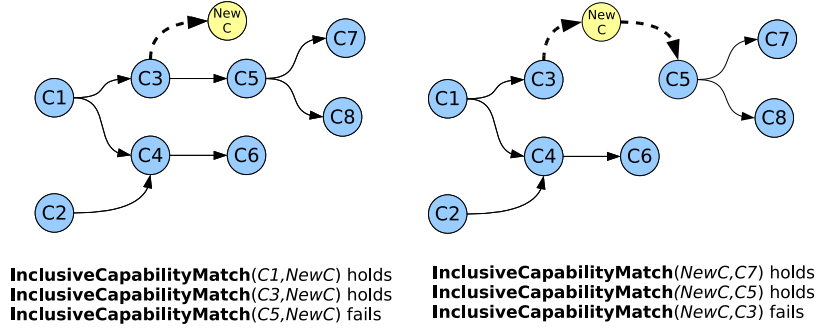 New
C
C7
C3
C5
C1
C8
C4
C6
C2
InclusiveCapabilityMatch(C1,NewC) holds
InclusiveCapabilityMatch(C3,NewC) holds
InclusiveCapabilityMatch(C5,NewC) fails
New
C
C7
C3
C5
C1
C8
C4
C6
C2
InclusiveCapabilityMatch(NewC,C7) holds
InclusiveCapabilityMatch(NewC,C5) holds
InclusiveCapabilityMatch(NewC,C3) fails